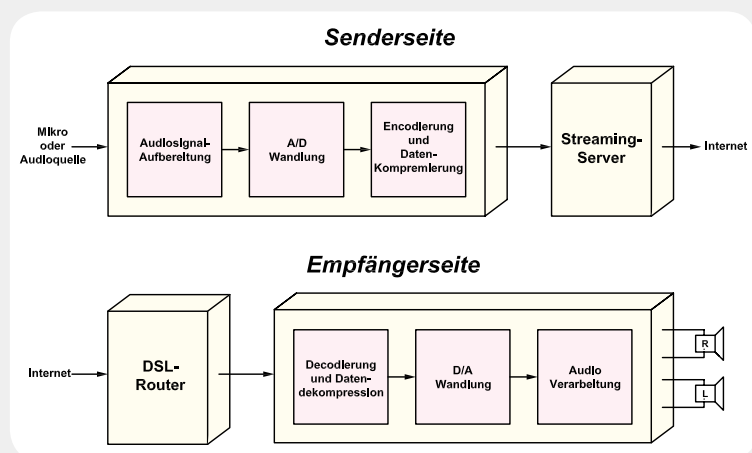 Senderseite
Mikro
oder
Audioquelle
Audiosignal-
Aufbereitung
A/D
Wandlung
Encodierung
und
Daten-
Kompremierung
Streaming-
Server
Internet
Empfängerseite
Internet
DSL-
Router
Decodierung
und Daten-
dekompression
D/A
Wandlung
Audio
Verarbeitung
R
L